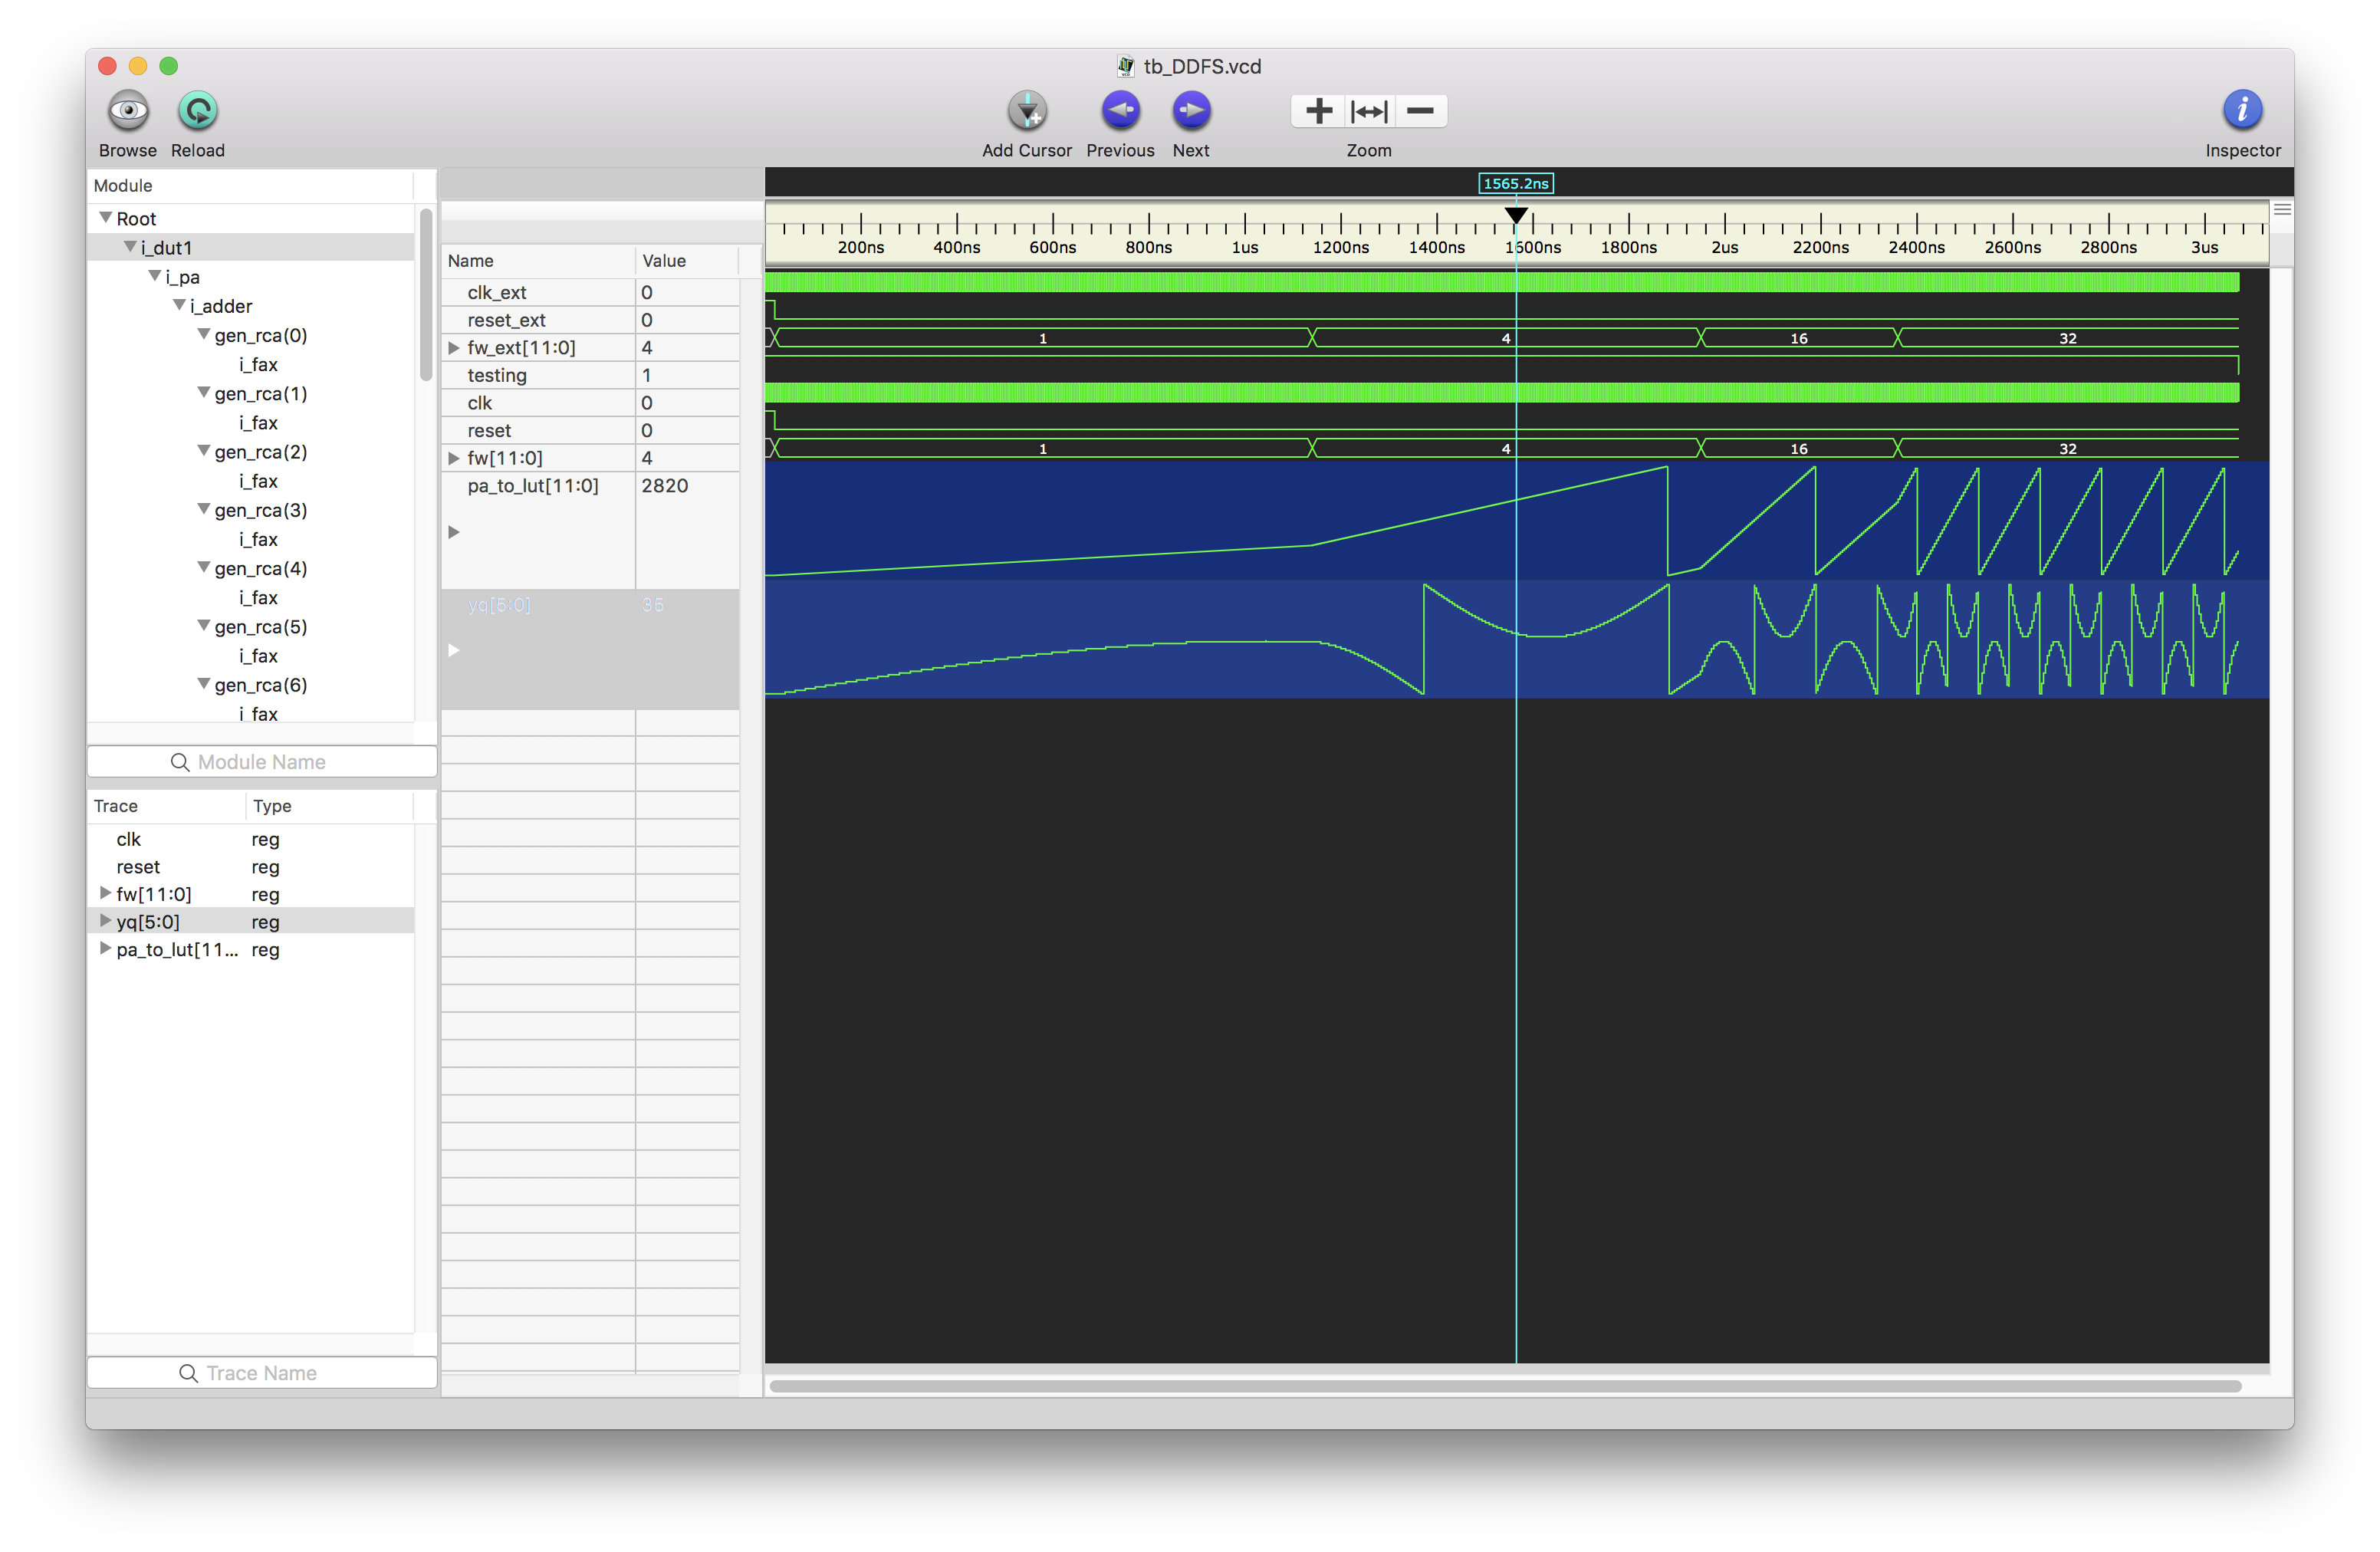 tb_DDFS.vcd
Browse
Reload
Add Cursor
Previous
Next
Zoom
Inspector
Module
Root
i_dut1
i_pa
i_adder
gen_rca(0)
i_fax
gen_rca(1)
i_fax
gen_rca(2)
i_fax
gen_rca(3)
i_fax
gen_rca(4)
i_fax
gen_rca(5)
i_fax
gen_rca(6)
i_fax
Module Name
Trace Type
clk reg
reset reg
fw[11:0] reg
yq[5:0] reg
pa_to_lut[11... reg
Trace Name
Name Value
clk_ext 0
reset_ext 0
fw_ext[11:0] 4
testing 1
clk 0
reset 0
fw[11:0] 4
pa_to_lut[11:0] 2820
yq[5:0] 35
1565.2ns
200ns 400ns 600ns 800ns 1us 1200ns 1400ns 1600ns 1800ns 2us 2200ns 2400ns 2600ns 2800ns 3us
1 4 16 32
1 4 16 32